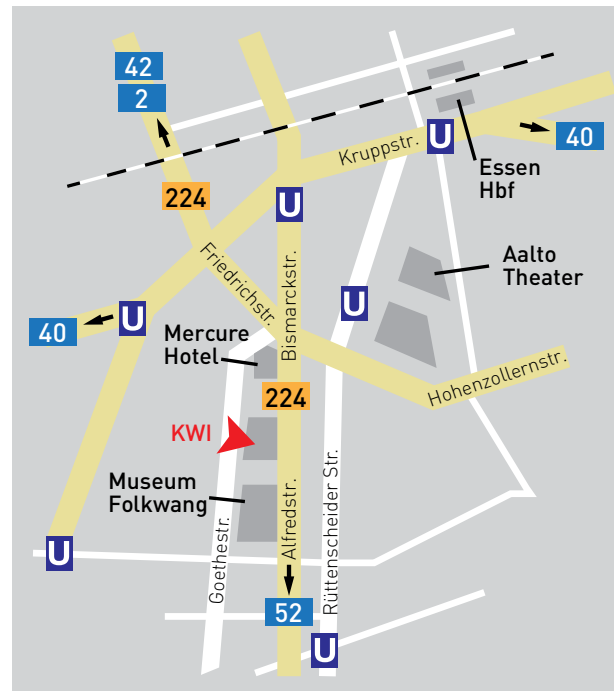 42
2
U
Kruppstr.
40
Essen
Hbf
224
U
Friedrichstr.
Aalto
Theater
U
U
40
Bismarckstr.
Mercure
Hotel
Hohenzollernstr.
224
KWI
Museum
Folkwang
Rüttenscheider Str.
Alfredstr.
Goethestr.
U
52
U